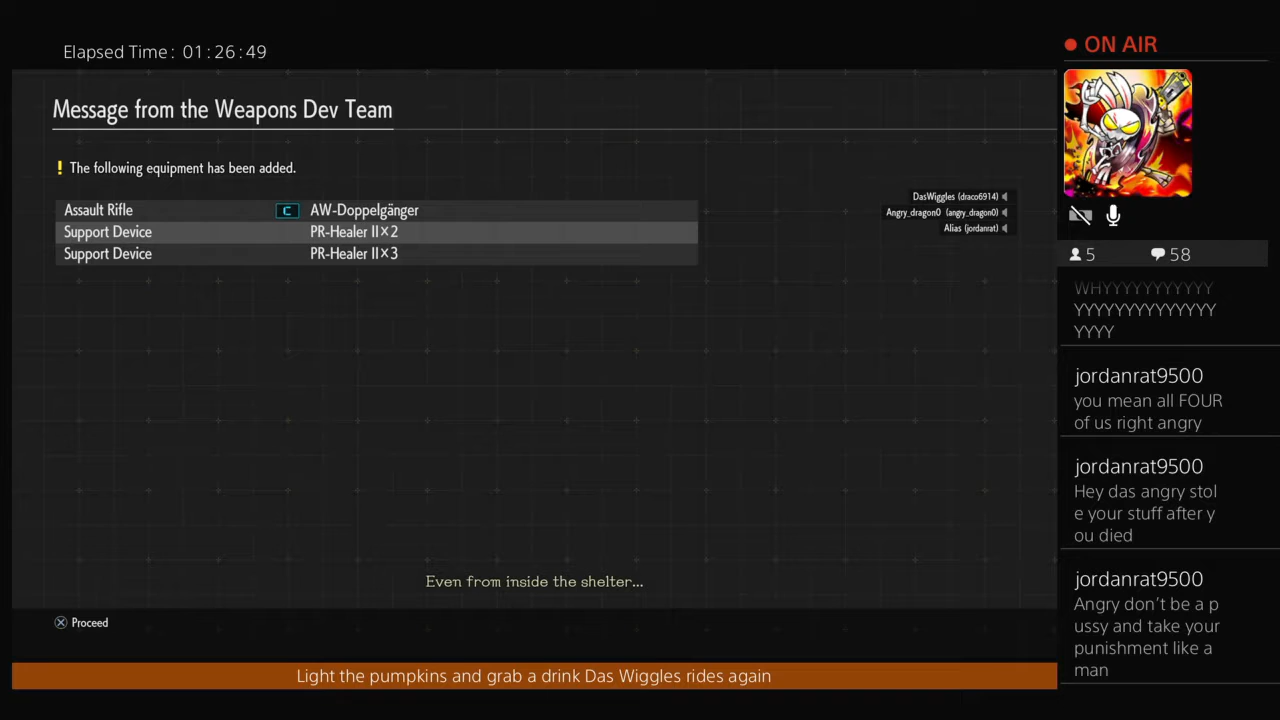 Elapsed Time: 01:26:49
ON AIR
Message from the Weapons Dev Team
! The following equipment has been added.
Assault Rifle C AW-Doppelgänger
Support Device PR-Healer II×2
Support Device PR-Healer II×3
DasWiggles (draco6914)
Angry_dragon0 (angry_dragon0)
Alias (jordanrat)
5 58
WHYYYYYYYYYYY
YYYYYYYYYYYYYY
YYYY
jordanrat9500
you mean all FOUR
of us right angry
jordanrat9500
Hey das angry stol
e your stuff after y
ou died
jordanrat9500
Angry don't be a p
ussy and take your
punishment like a
man
Even from inside the shelter...
Proceed
Light the pumpkins and grab a drink Das Wiggles rides again